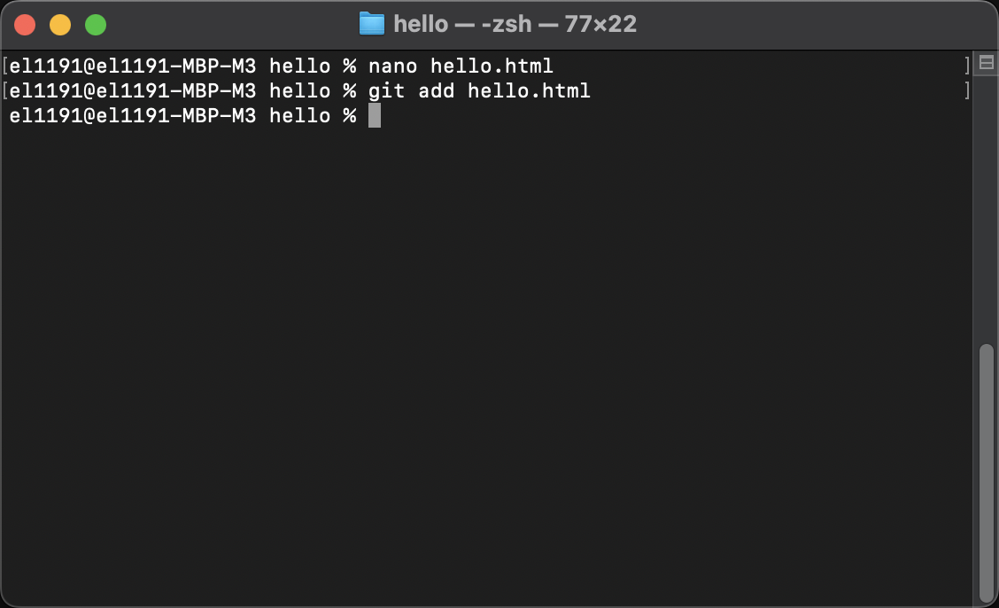 hello — -zsh — 77×22
[el1191@el1191-MBP-M3 hello % nano hello.html ]
[el1191@el1191-MBP-M3 hello % git add hello.html ]
el1191@el1191-MBP-M3 hello %